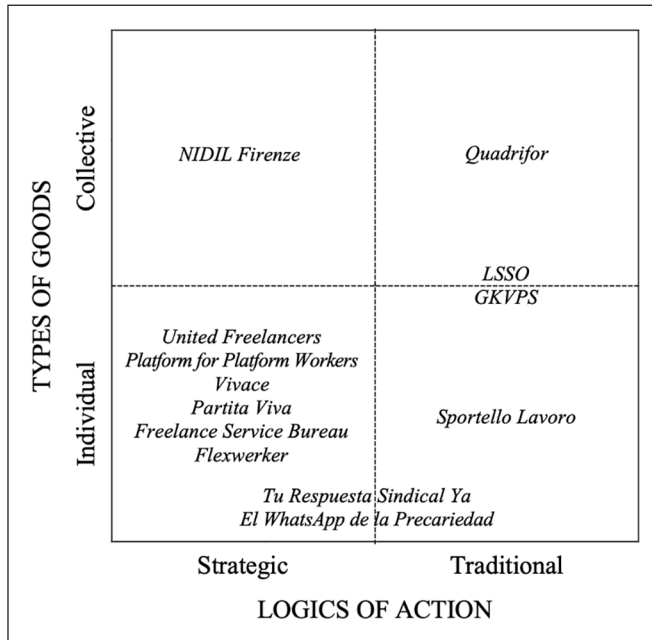 TYPES OF GOODS
Collective
Individual
NIDIL Firenze
Quadrifor
LSSO
GKVPS
United Freelancers
Platform for Platform Workers
Vivace
Partita Viva
Freelance Service Bureau
Flexwerker
Sportello Lavoro
Tu Respuesta Sindical Ya
El WhatsApp de la Precariedad
Strategic
Traditional
LOGICS OF ACTION